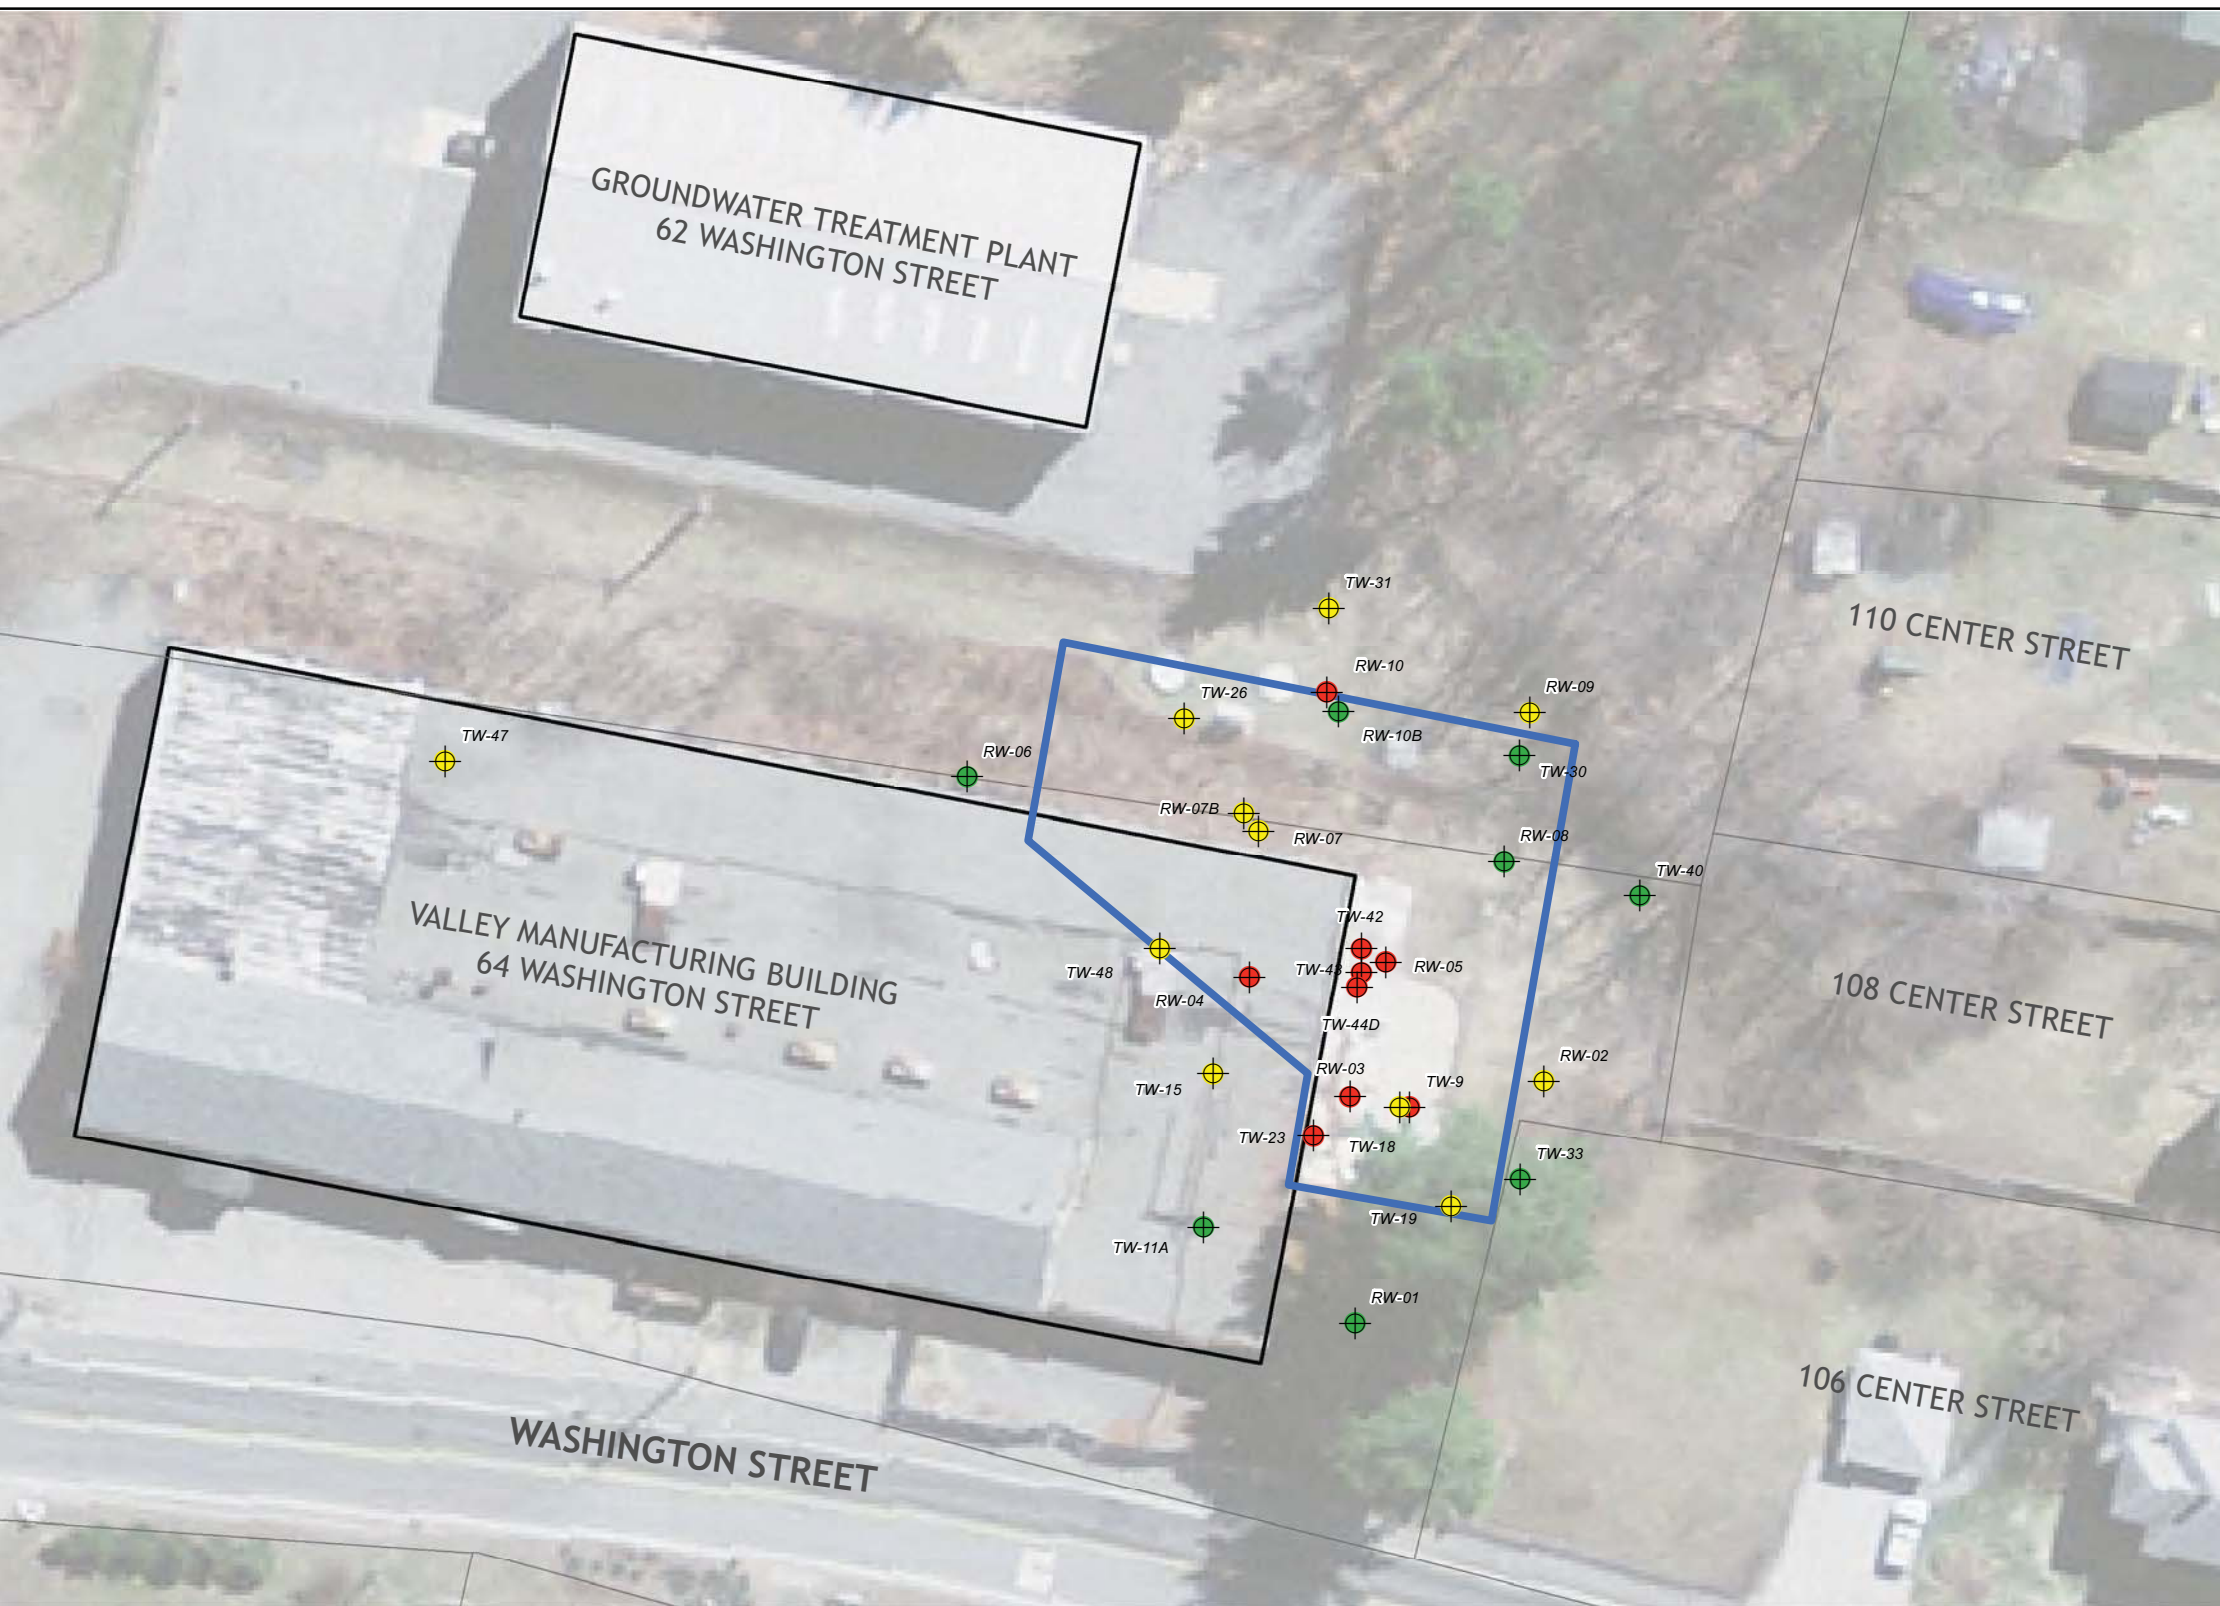 GROUNDWATER TREATMENT PLANT
62 WASHINGTON STREET
TW-31
RW-10
RW-09
TW-26
RW-10B
TW-47
RW-06
TW-30
110 CENTER STREET
RW-07B
RW-07
RW-08
TW-40
TW-42
VALLEY MANUFACTURING BUILDING
64 WASHINGTON STREET
TW-48
RW-04
TW-43
RW-05
TW-44D
108 CENTER STREET
RW-03
RW-02
TW-15
TW-9
TW-23
TW-18
TW-33
TW-19
TW-11A
RW-01
106 CENTER STREET
WASHINGTON STREET